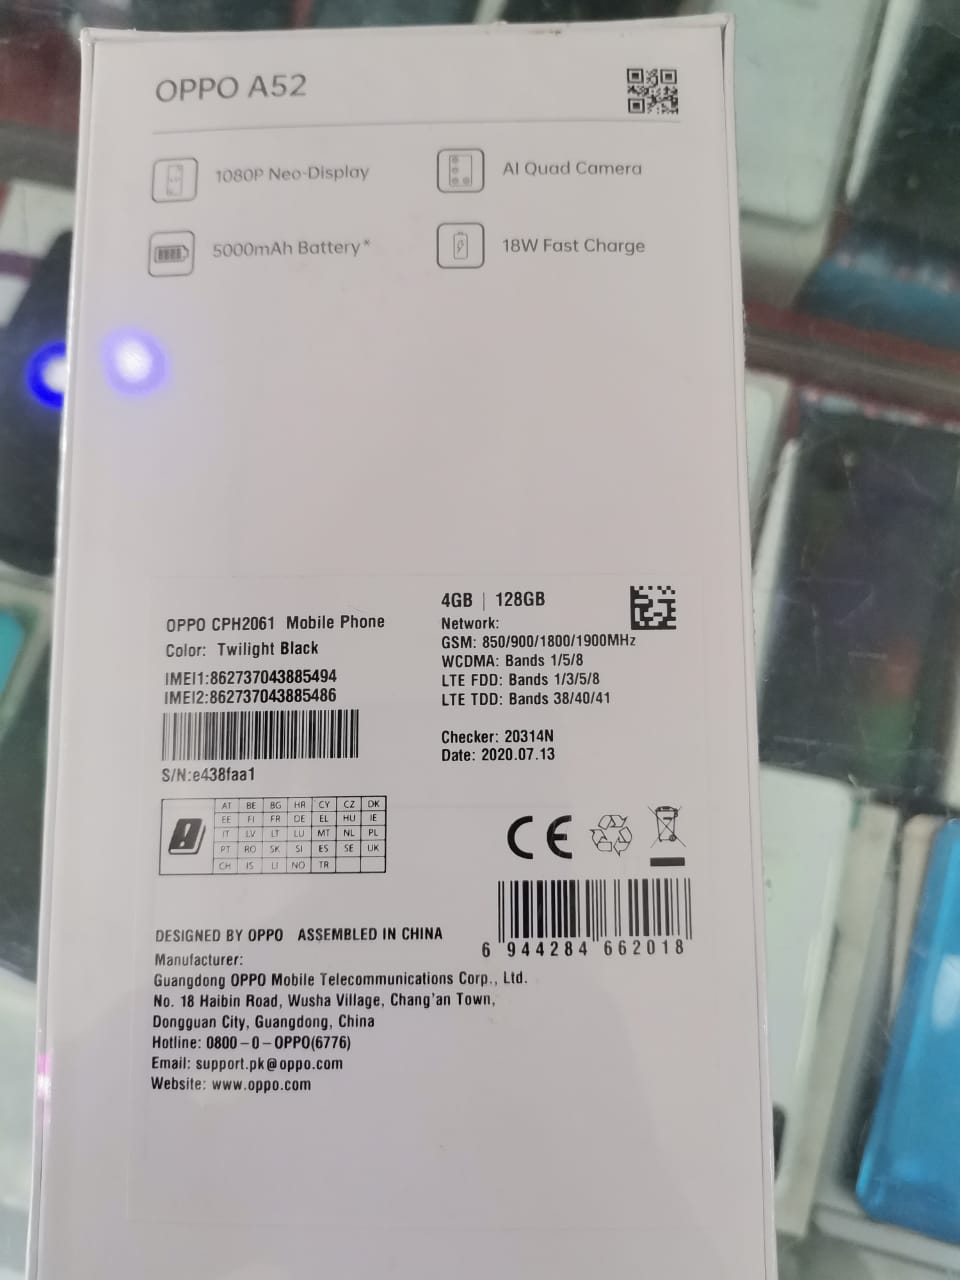 OPPO A52
1080P Neo-Display
AI Quad Camera
5000mAh Battery*
18W Fast Charge
OPPO CPH2061 Mobile Phone
Color: Twilight Black
IMEI1:862737043885494
IMEI2:862737043885486
S/N:e438faa1
4GB | 128GB
Network:
GSM: 850/900/1800/1900MHz
WCDMA: Bands 1/5/8
LTE FDD: Bands 1/3/5/8
LTE TDD: Bands 38/40/41
Checker: 20314N
Date: 2020.07.13
AT BE BG HR CY CZ DK
EE FI FR DE EL HU IE
IT LV LT LU MT NL PL
PT RO SK SI ES SE UK
CH IS LI NO TR
CE
6 944284 662018
DESIGNED BY OPPO ASSEMBLED IN CHINA
Manufacturer:
Guangdong OPPO Mobile Telecommunications Corp., Ltd.
No. 18 Haibin Road, Wusha Village, Chang'an Town,
Dongguan City, Guangdong, China
Hotline: 0800-0-OPPO(6776)
Email: support.pk@oppo.com
Website: www.oppo.com